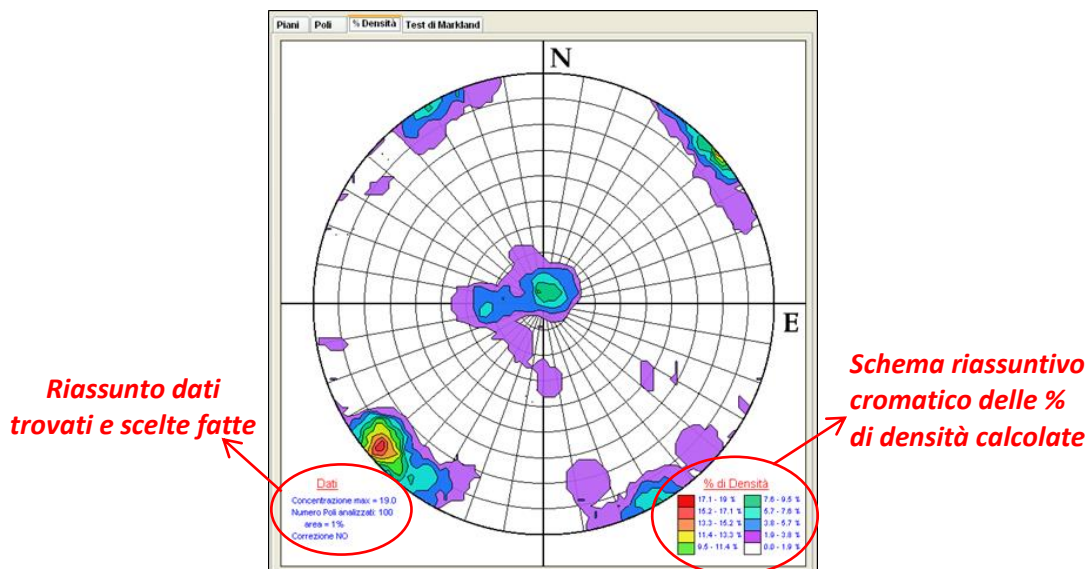 Piani Poli % Densità Test di Markland
N
E
Riassunto dati
trovati e scelte fatte
Schema riassuntivo
cromatico delle %
di densità calcolate
Dati
Concentrazione max = 19.0
Numero Poli analizzati: 100
area = 1%
Correzione NO
% di Densità
17.1 - 19 % 7.6 - 9.5 %
15.2 - 17.1 % 5.7 - 7.6 %
13.3 - 15.2 % 3.8 - 5.7 %
11.4 - 13.3 % 1.9 - 3.8 %
9.5 - 11.4 % 0.0 - 1.9 %